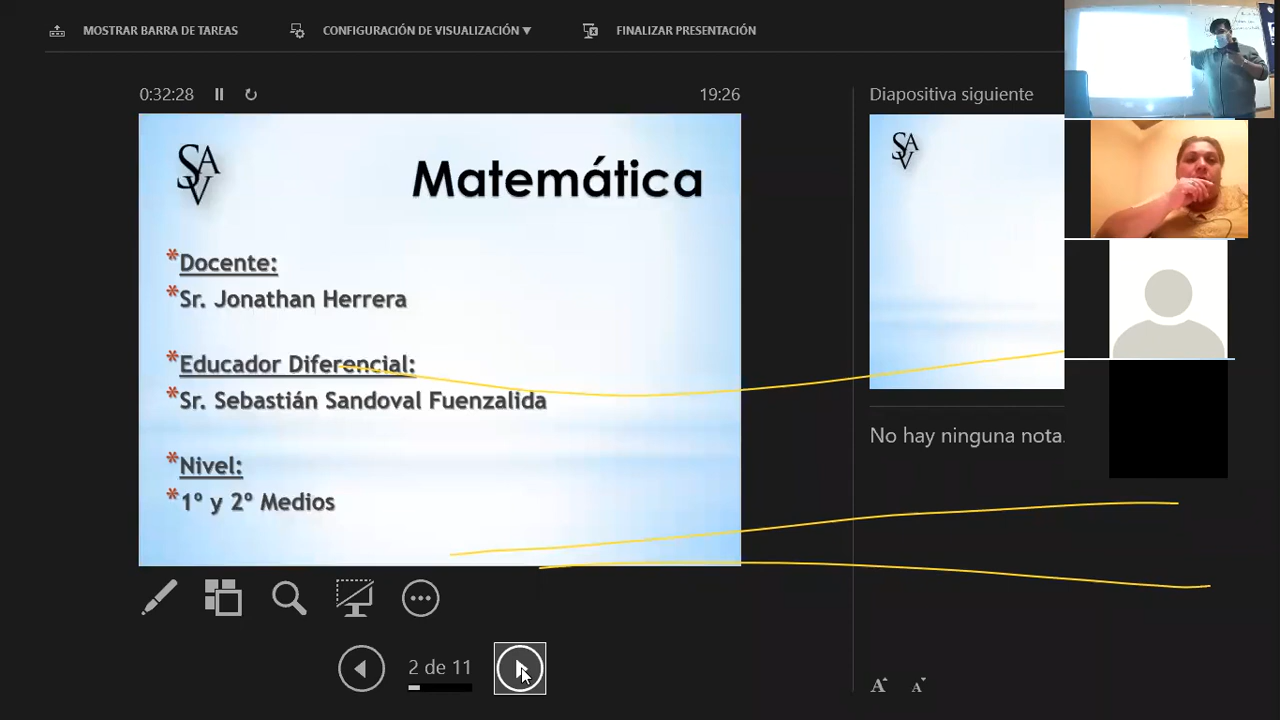 MOSTRAR BARRA DE TAREAS CONFIGURACIÓN DE VISUALIZACIÓN ▼ FINALIZAR PRESENTACIÓN
0:32:28 19:26 Diapositiva siguiente
SAV
Matemática
*Docente:
*Sr. Jonathan Herrera
*Educador Diferencial:
*Sr. Sebastián Sandoval Fuenzalida
*Nivel:
*1º y 2º Medios
SAV
No hay ninguna nota.
2 de 11
A A